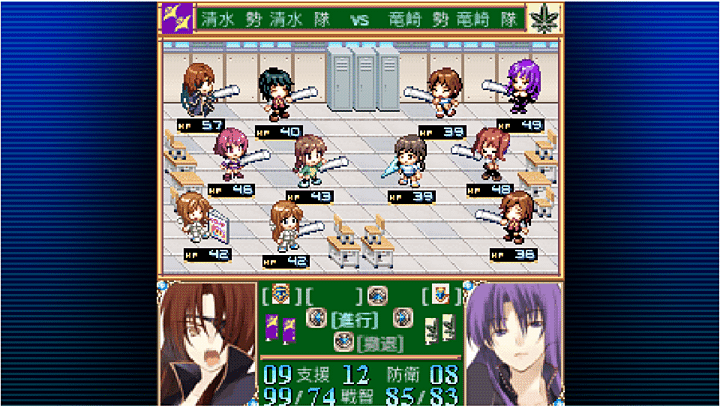 清水 勢 清水 隊 vs 竜崎 勢 竜崎 隊
HP 57
HP 40
HP 39
HP 49
HP 46
HP 43
HP 39
HP 48
HP 42
HP 42
HP 36
[ ][ ] [ ]
[進行]
[撤退]
09 支援 12 防衛 08
99/74 戦智 85/83